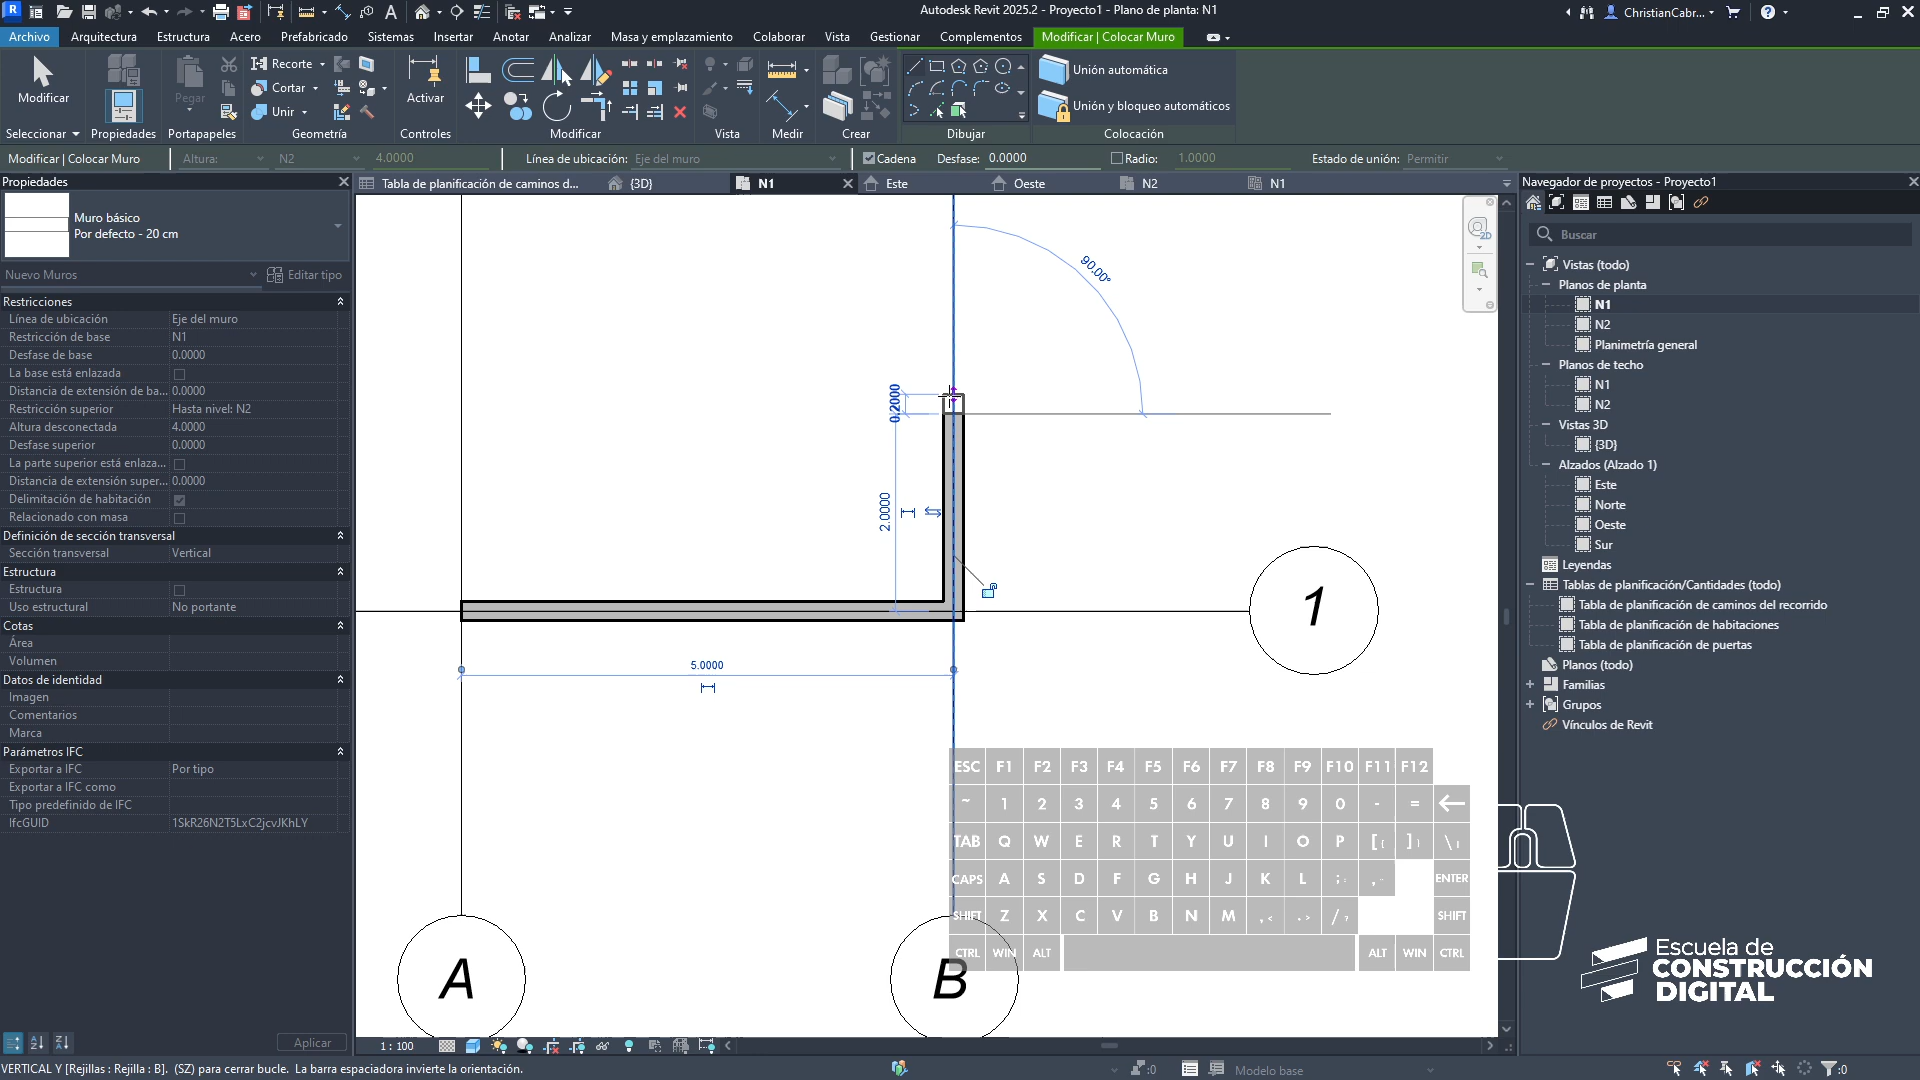 Autodesk Revit 2025.2 - Proyecto1 - Plano de planta: N1
ChristianCabr...
Archivo Arquitectura Estructura Acero Prefabricado Sistemas Insertar Anotar Analizar Masa y emplazamiento Colaborar Vista Gestionar Complementos Modificar | Colocar Muro
Modificar
Pegar
Recorte
Cortar
Unir
Activar
Unión automática
Unión y bloqueo automáticos
Seleccionar Propiedades Portapapeles Geometría Controles Modificar Vista Medir Crear Dibujar Colocación
Modificar | Colocar Muro Altura: N2 4.0000 Línea de ubicación: Eje del muro Cadena Desfase: 0.0000 Radio: 1.0000 Estado de unión: Permitir
Propiedades
Muro básico
Por defecto - 20 cm
Nuevo Muros Editar tipo
Restricciones
Línea de ubicación Eje del muro
Restricción de base N1
Desfase de base 0.0000
La base está enlazada
Distancia de extensión de ba... 0.0000
Restricción superior Hasta nivel: N2
Altura desconectada 4.0000
Desfase superior 0.0000
La parte superior está enlaza...
Distancia de extensión super... 0.0000
Delimitación de habitación
Relacionado con masa
Definición de sección transversal
Sección transversal Vertical
Estructura
Estructura
Uso estructural No portante
Cotas
Área
Volumen
Datos de identidad
Imagen
Comentarios
Marca
Parámetros IFC
Exportar a IFC Por tipo
Exportar a IFC como
Tipo predefinido de IFC
IfcGUID 1SkR26N2T5LxC2jcvJKhLY
Aplicar
Tabla de planificación de caminos d... {3D} N1 Este Oeste N2 N1
90.00°
0.2000
2.0000
5.0000
1
A
B
2D
ESC F1 F2 F3 F4 F5 F6 F7 F8 F9 F10 F11 F12
~ 1 2 3 4 5 6 7 8 9 0 - =
TAB Q W E R T Y U I O P [ ] \
CAPS A S D F G H J K L ; ENTER
SHIFT Z X C V B N M , < . > / ? SHIFT
CTRL WIN ALT ALT WIN CTRL
1 : 100
Navegador de proyectos - Proyecto1
Buscar
Vistas (todo)
Planos de planta
N1
N2
Planimetría general
Planos de techo
N1
N2
Vistas 3D
{3D}
Alzados (Alzado 1)
Este
Norte
Oeste
Sur
Leyendas
Tablas de planificación/Cantidades (todo)
Tabla de planificación de caminos del recorrido
Tabla de planificación de habitaciones
Tabla de planificación de puertas
Planos (todo)
Familias
Grupos
Vínculos de Revit
Escuela de
CONSTRUCCIÓN
DIGITAL
VERTICAL Y [Rejillas : Rejilla : B]. (SZ) para cerrar bucle. La barra espaciadora invierte la orientación.
:0 Modelo base :0